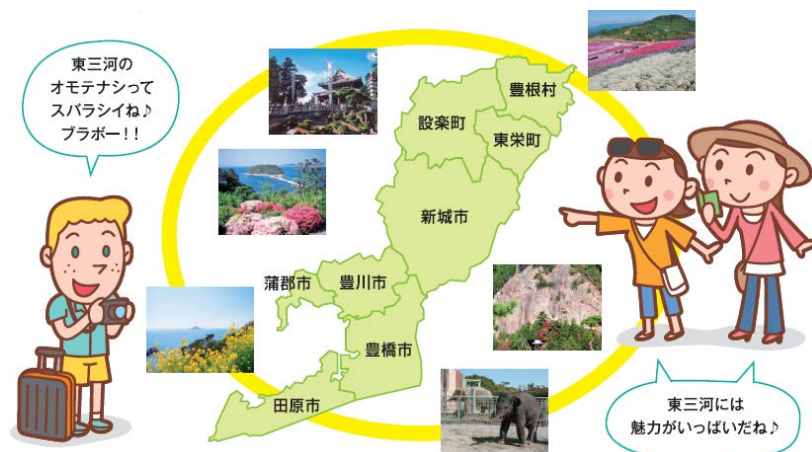 東三河の
オモテナシって
スバラシイね♪
ブラボー!!
豊根村
設楽町
東栄町
新城市
蒲郡市
豊川市
豊橋市
田原市
東三河には
魅力がいっぱいだね♪